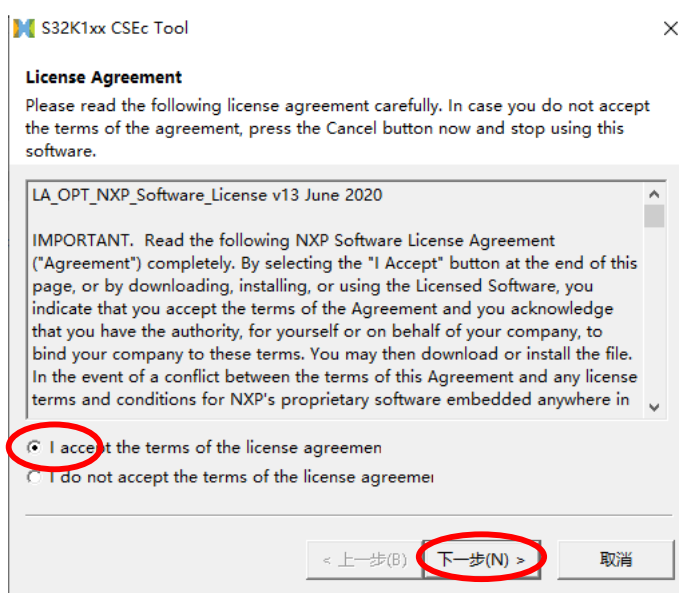 S32K1xx CSEc Tool
License Agreement
Please read the following license agreement carefully. In case you do not accept
the terms of the agreement, press the Cancel button now and stop using this
software.
LA_OPT_NXP_Software_License v13 June 2020
IMPORTANT.  Read the following NXP Software License Agreement
("Agreement") completely. By selecting the "I Accept" button at the end of this
page, or by downloading, installing, or using the Licensed Software, you
indicate that you accept the terms of the Agreement and you acknowledge
that you have the authority, for yourself or on behalf of your company, to
bind your company to these terms. You may then download or install the file.
In the event of a conflict between the terms of this Agreement and any license
terms and conditions for NXP's proprietary software embedded anywhere in
I accept the terms of the license agreemen
I do not accept the terms of the license agreemei
< 上一步(B) 下一步(N) > 取消